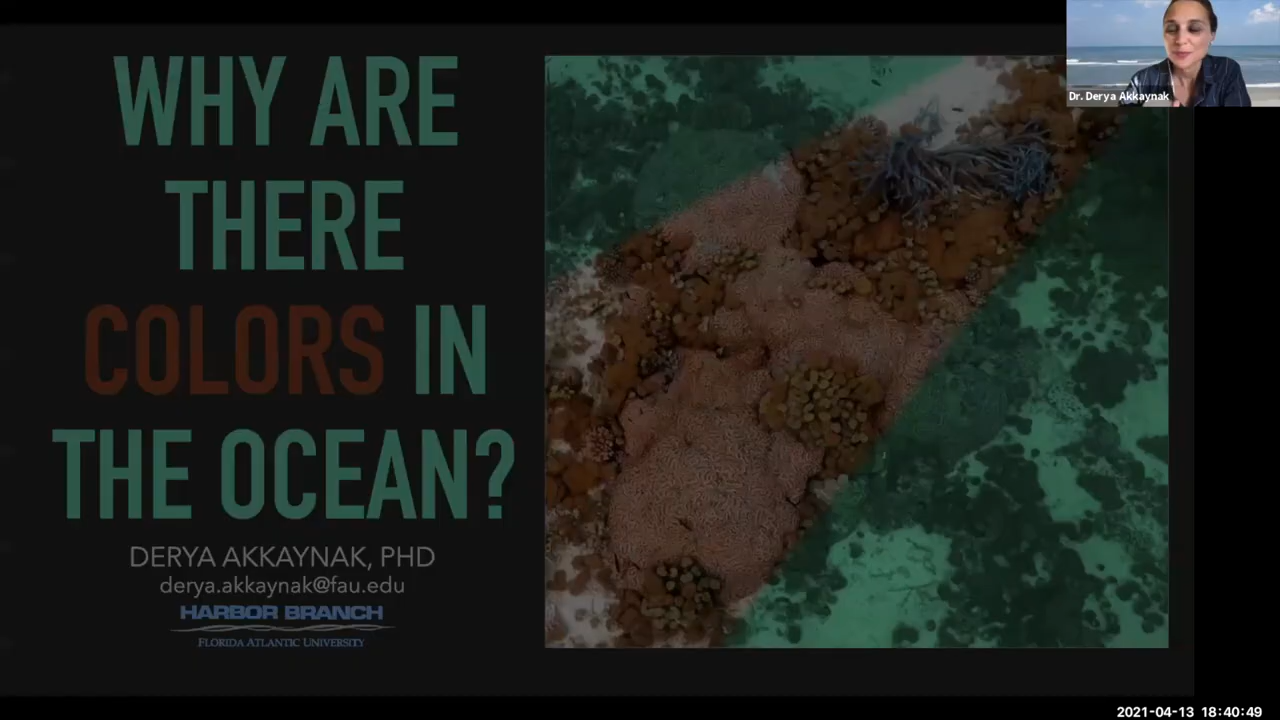 WHY ARE
THERE
COLORS IN
THE OCEAN?
DERYA AKKAYNAK, PHD
derya.akkaynak@fau.edu
HARBOR BRANCH
FLORIDA ATLANTIC UNIVERSITY
Dr. Derya Akkaynak
2021-04-13 18:40:49